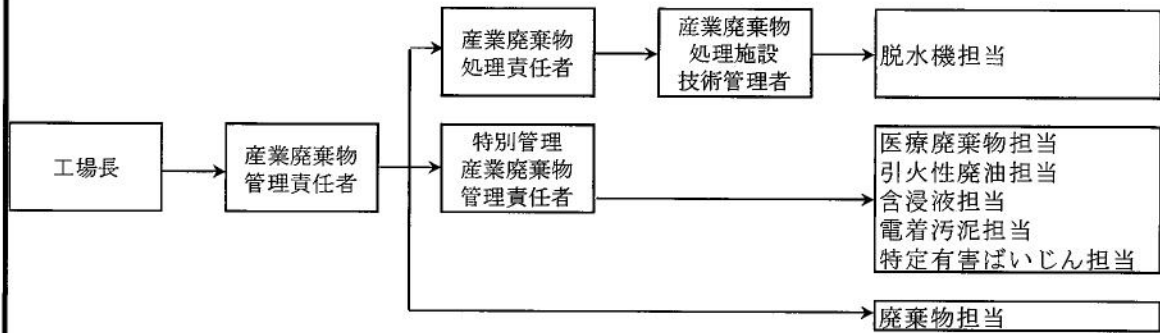 工場長
産業廃棄物
管理責任者
産業廃棄物
処理責任者
産業廃棄物
処理施設
技術管理者
脱水機担当
特別管理
産業廃棄物
管理責任者
医療廃棄物担当
引火性廃油担当
含浸液担当
電着汚泥担当
特定有害ばいじん担当
廃棄物担当